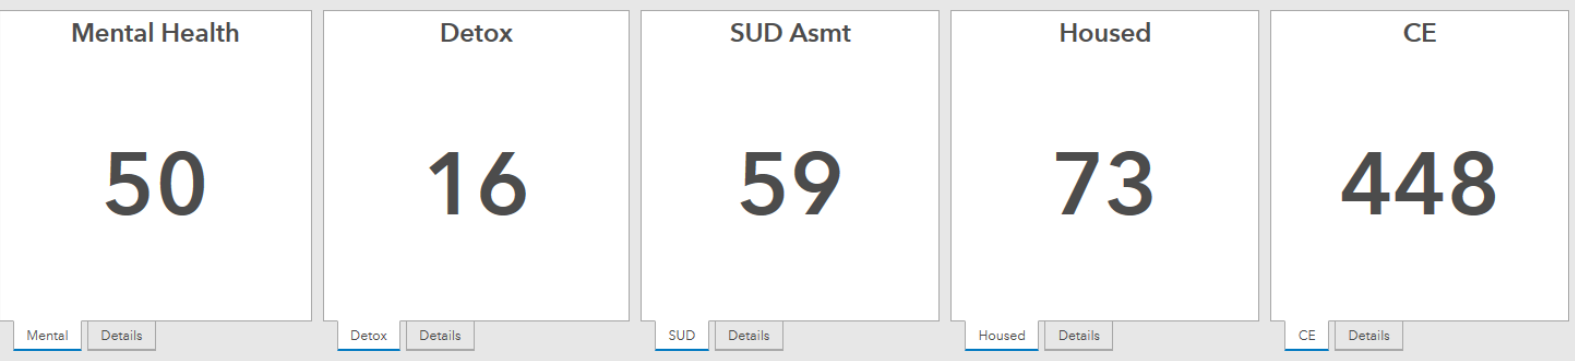 Mental Health
50
Mental Details
Detox
16
Detox Details
SUD Asmt
59
SUD Details
Housed
73
Housed Details
CE
448
CE Details